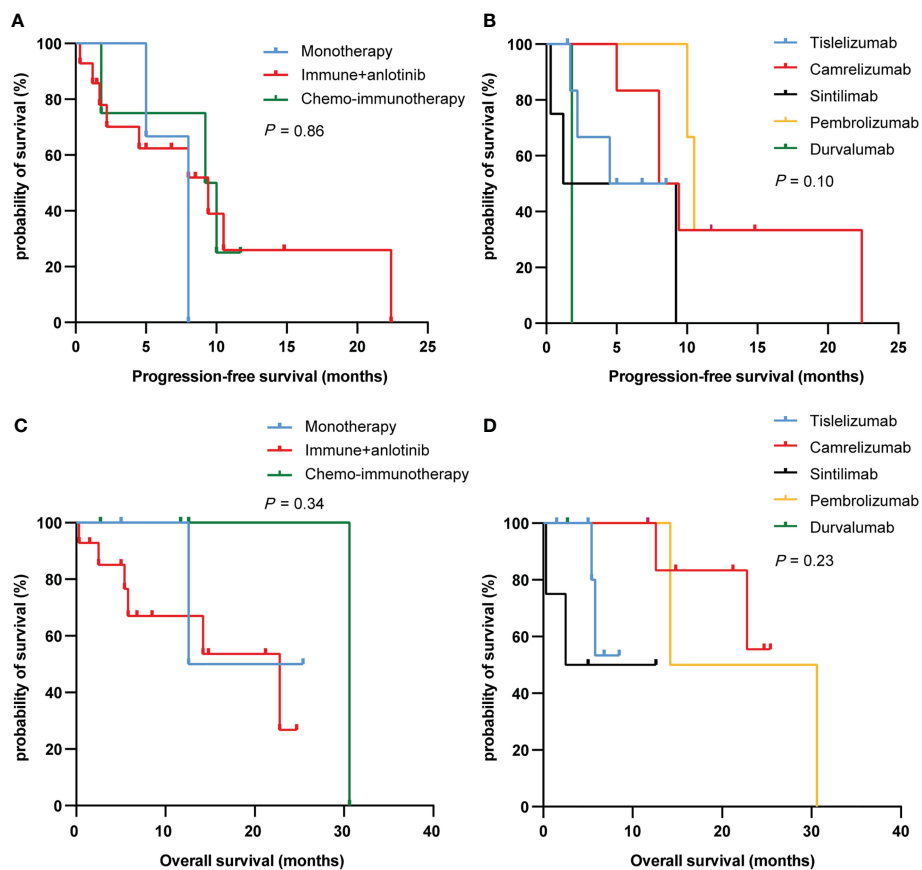 A
Monotherapy
Immune+anlotinib
Chemo-immunotherapy
P = 0.86
probability of survival (%)
100
80
60
40
20
0
0 5 10 15 20 25
Progression-free survival (months)
B
Tislelizumab
Camrelizumab
Sintilimab
Pembrolizumab
Durvalumab
P = 0.10
probability of survival (%)
100
80
60
40
20
0
0 5 10 15 20 25
Progression-free survival (months)
C
Monotherapy
Immune+anlotinib
Chemo-immunotherapy
P = 0.34
probability of survival (%)
100
80
60
40
20
0
0 10 20 30 40
Overall survival (months)
D
Tislelizumab
Camrelizumab
Sintilimab
Pembrolizumab
Durvalumab
P = 0.23
probability of survival (%)
100
80
60
40
20
0
0 10 20 30 40
Overall survival (months)